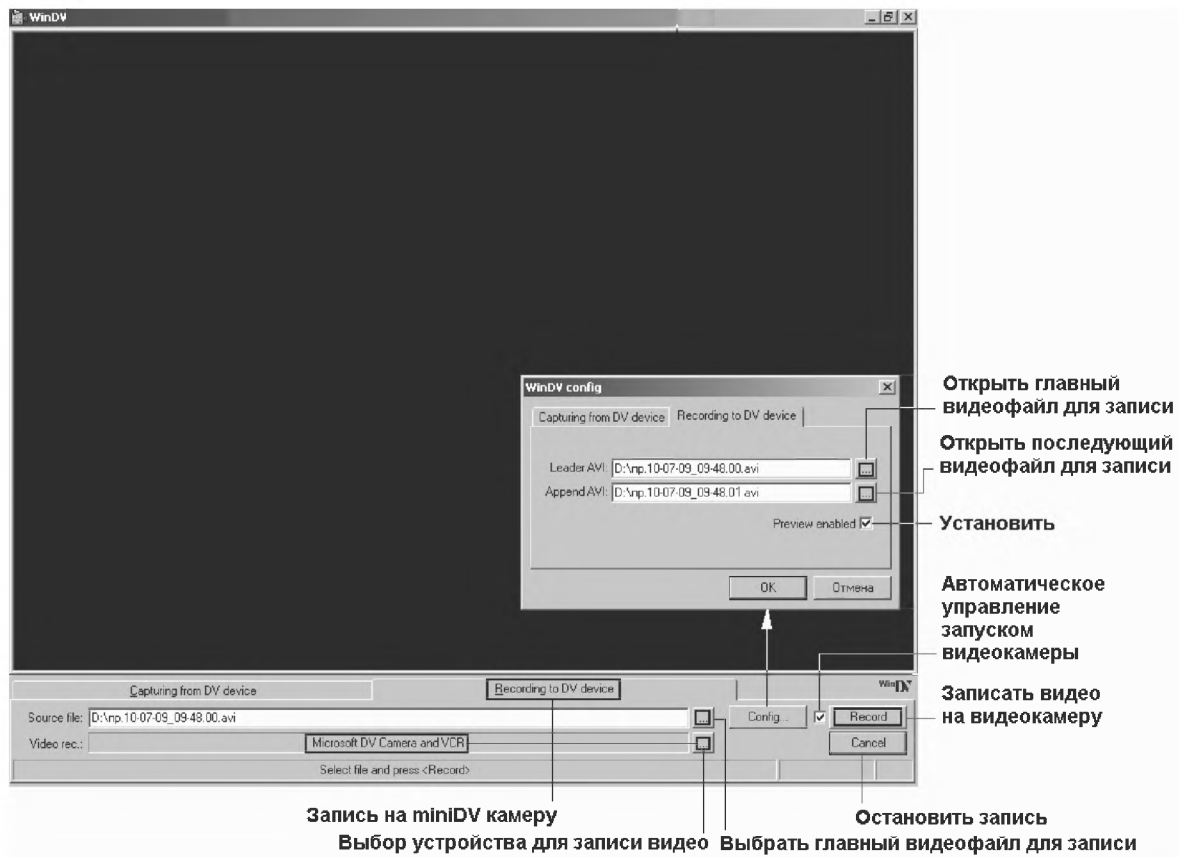 WinDV
WinDV config
Capturing from DV device
Recording to DV device
Leader AVI:
D:\np.10-07-09_09-48.00.avi
Append AVI:
D:\np.10-07-09_09-48.01.avi
Preview enabled
OK
Отмена
Открыть главный
видеофайл для записи
Открыть последующий
видеофайл для записи
Установить
Автоматическое
управление
запуском
видеокамеры
Записать видео
на видеокамеру
Capturing from DV device
Recording to DV device
WinDV
Source file:
D:\np.10-07-09_09-48.00.avi
...
Config...
Record
Video rec.:
Microsoft DV Camera and VCR
...
Cancel
Select file and press <Record>
Запись на miniDV камеру
Остановить запись
Выбор устройства для записи видео
Выбрать главный видеофайл для записи